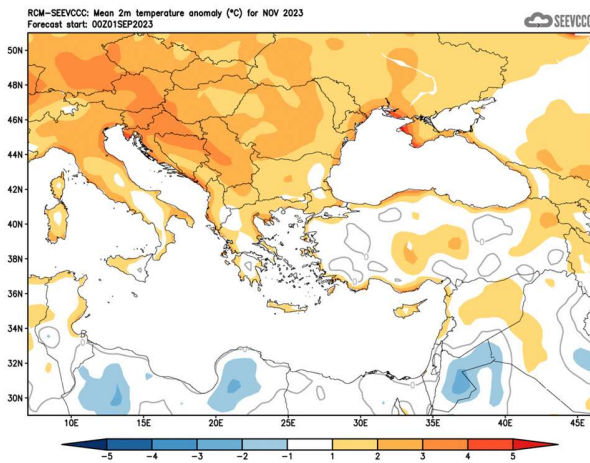 RCM-SEEVCCC: Mean 2m temperature anomaly (°C) for NOV 2023
Forecast start: 00Z01SEP2023
SEEVCCC
50N
48N
46N
44N
42N
40N
38N
36N
34N
32N
30N
10E 15E 20E 25E 30E 35E 40E 45E
-5 -4 -3 -2 -1 1 2 3 4 5